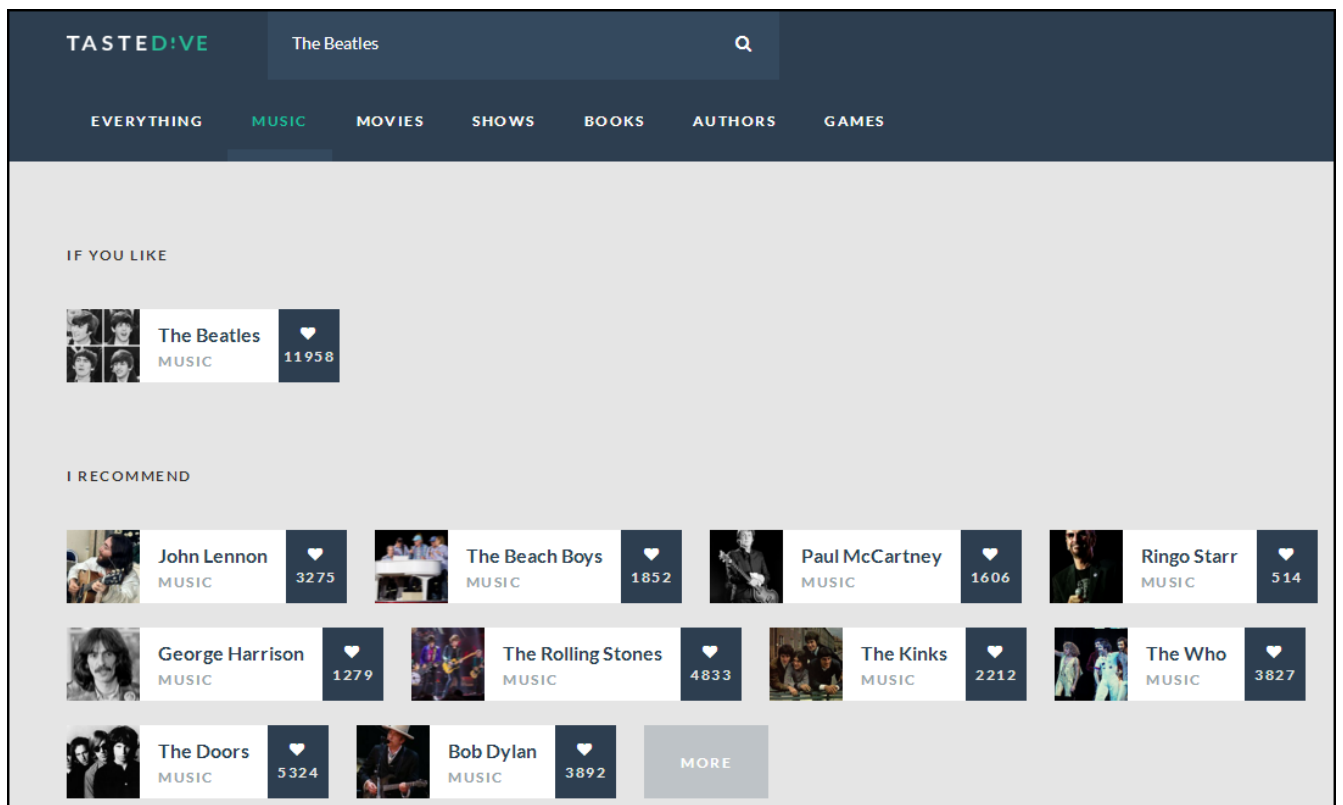 TASTED!VE The Beatles
EVERYTHING MUSIC MOVIES SHOWS BOOKS AUTHORS GAMES
IF YOU LIKE
The Beatles
MUSIC
11958
I RECOMMEND
John Lennon
MUSIC
3275
The Beach Boys
MUSIC
1852
Paul McCartney
MUSIC
1606
Ringo Starr
MUSIC
514
George Harrison
MUSIC
1279
The Rolling Stones
MUSIC
4833
The Kinks
MUSIC
2212
The Who
MUSIC
3827
The Doors
MUSIC
5324
Bob Dylan
MUSIC
3892
MORE